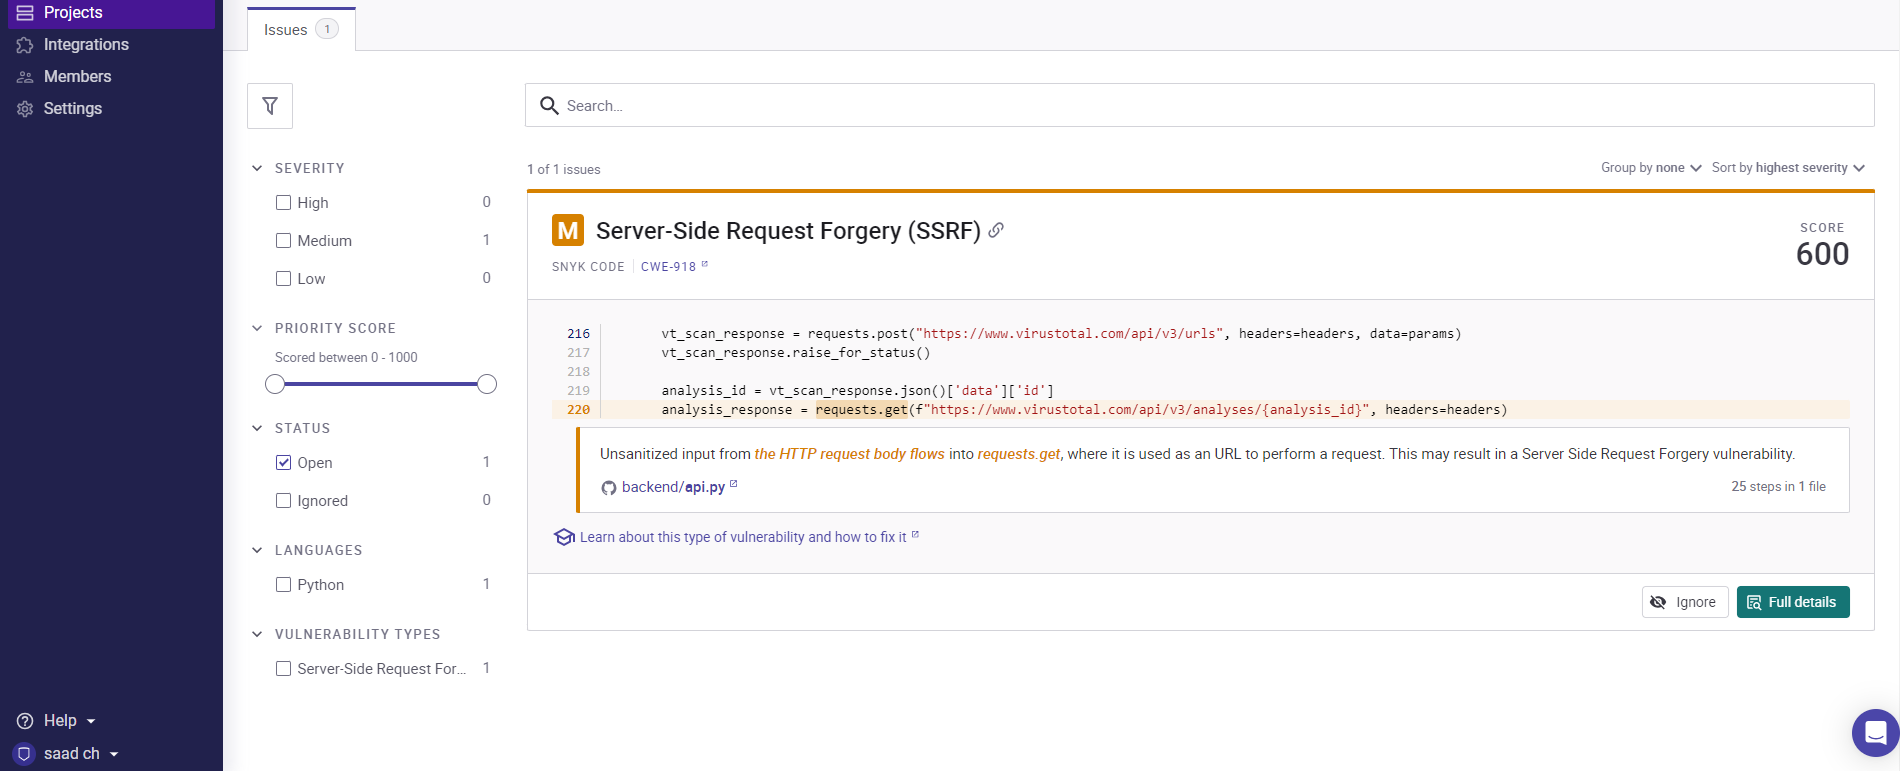 Projects
Integrations
Members
Settings
Help
saad ch
Issues 1
Search...
SEVERITY
High 0
Medium 1
Low 0
PRIORITY SCORE
Scored between 0 - 1000
STATUS
Open 1
Ignored 0
LANGUAGES
Python 1
VULNERABILITY TYPES
Server-Side Request For... 1
1 of 1 issues
Group by none Sort by highest severity
M Server-Side Request Forgery (SSRF)
SNYK CODE CWE-918
SCORE
600
216 vt_scan_response = requests.post("https://www.virustotal.com/api/v3/urls", headers=headers, data=params)
217 vt_scan_response.raise_for_status()
218
219 analysis_id = vt_scan_response.json()['data']['id']
220 analysis_response = requests.get(f"https://www.virustotal.com/api/v3/analyses/{analysis_id}", headers=headers)
Unsanitized input from the HTTP request body flows into requests.get, where it is used as an URL to perform a request. This may result in a Server Side Request Forgery vulnerability.
backend/api.py 25 steps in 1 file
Learn about this type of vulnerability and how to fix it
Ignore Full details